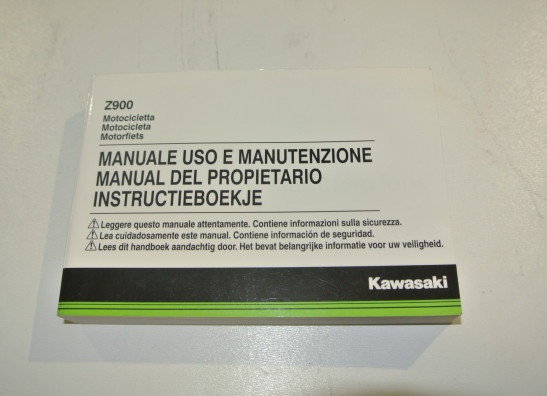 Z900
Motocicletta
Motocicleta
Motorfiets
MANUALE USO E MANUTENZIONE
MANUAL DEL PROPIETARIO
INSTRUCTIEBOEKJE
Leggere questo manuale attentamente. Contiene informazioni sulla sicurezza.
Lea cuidadosamente este manual. Contiene información de seguridad.
Lees dit handboek aandachtig door. Het bevat belangrijke informatie voor uw veiligheid.
Kawasaki